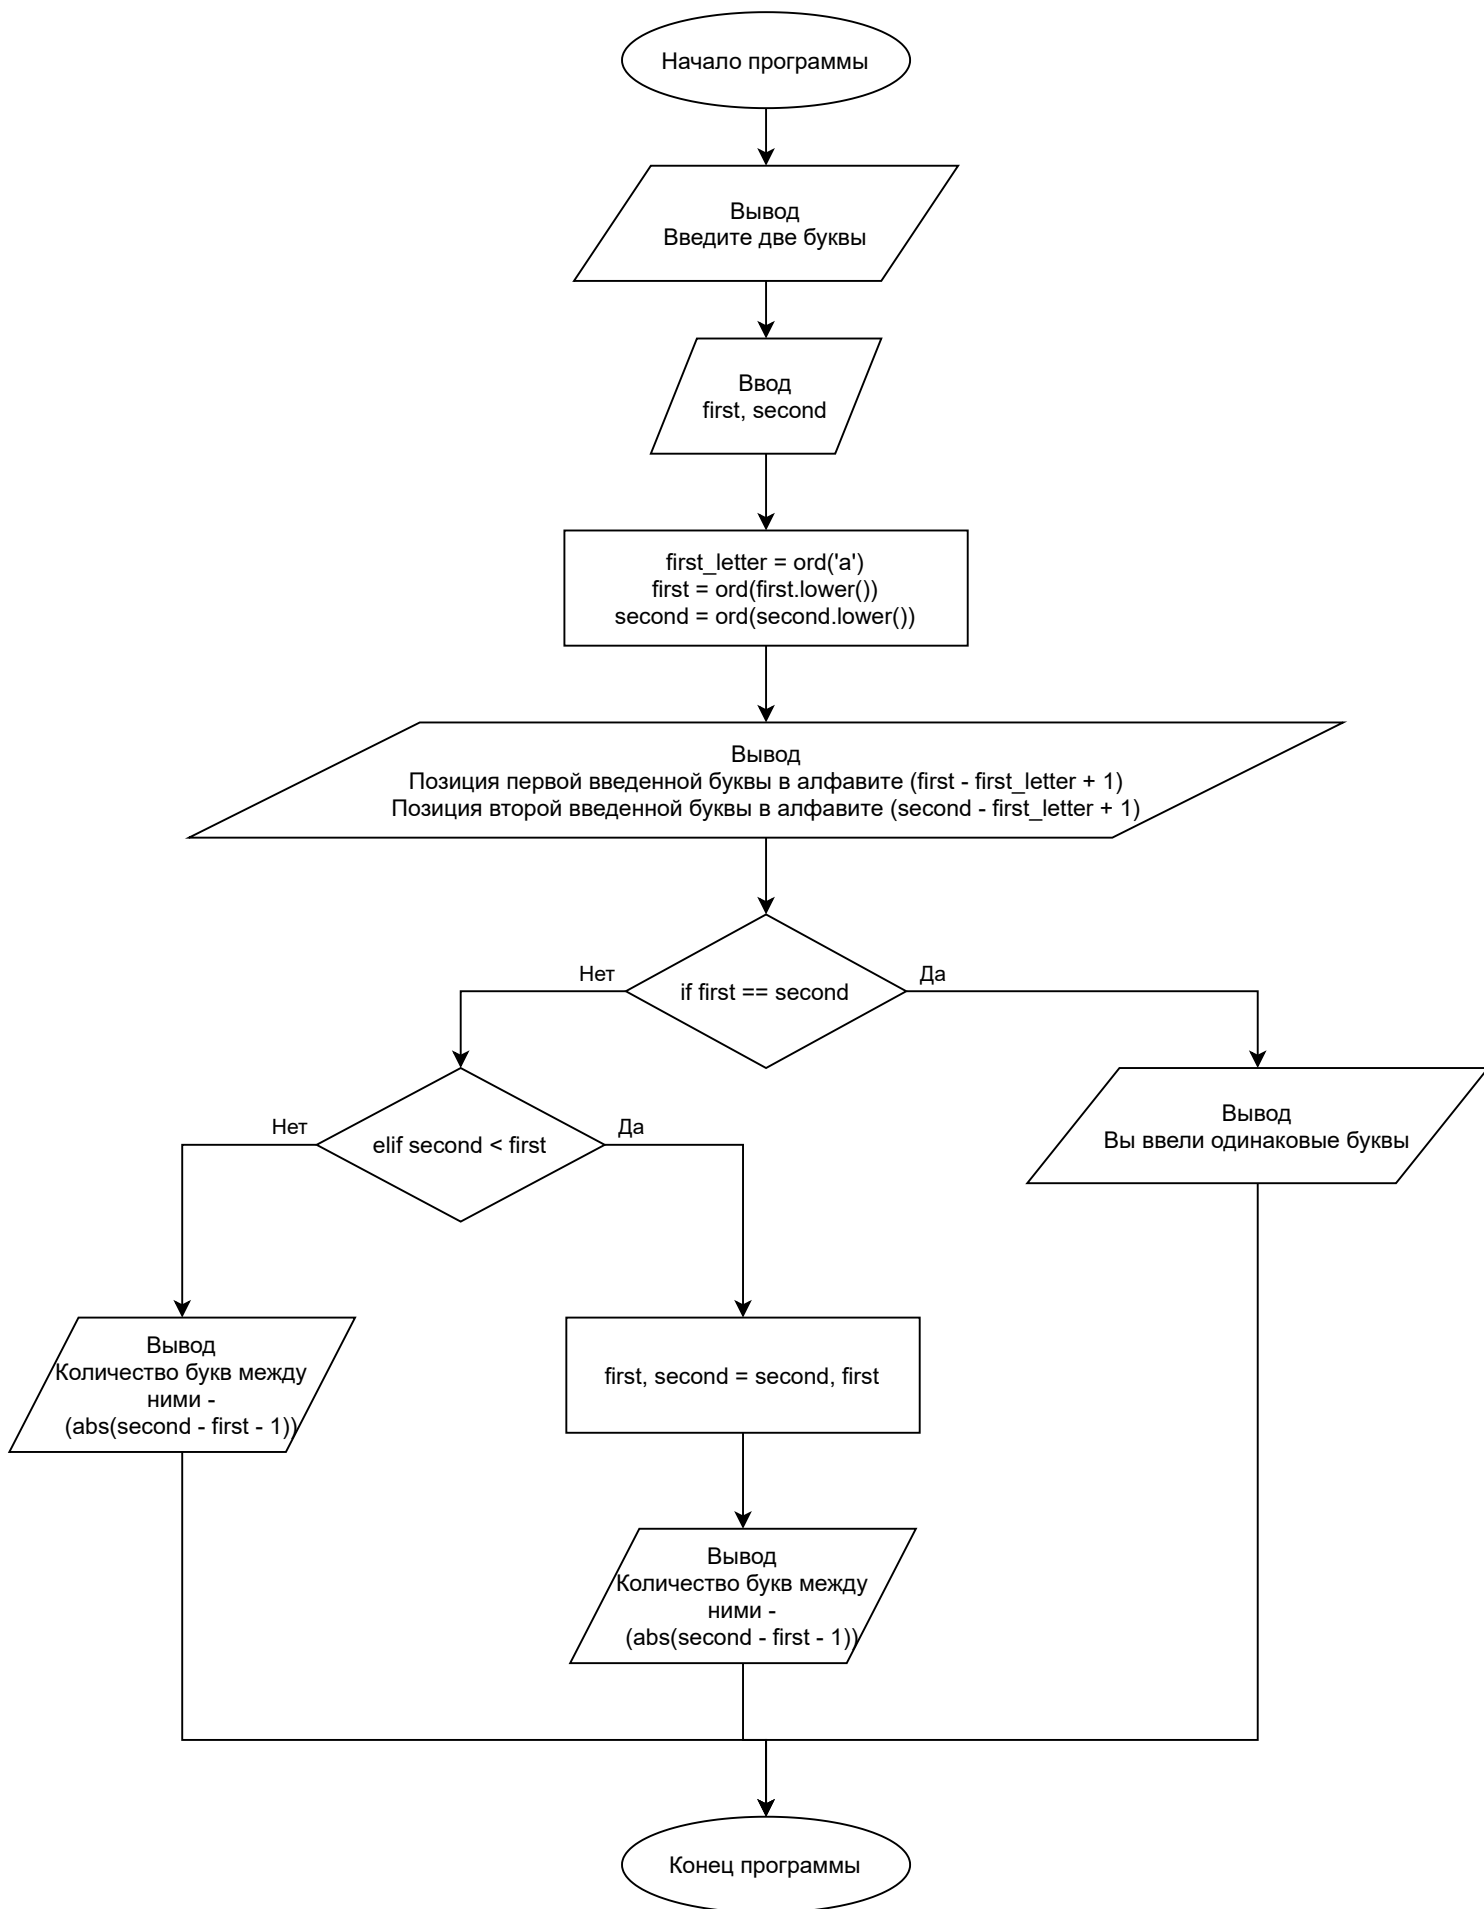 Начало программы
Вывод
Введите две буквы
Ввод
first, second
first_letter = ord('a')
first = ord(first.lower())
second = ord(second.lower())
Вывод
Позиция первой введенной буквы в алфавите (first - first_letter + 1)
Позиция второй введенной буквы в алфавите (second - first_letter + 1)
if first == second
Нет
Да
elif second < first
Нет
Да
Вывод
Вы ввели одинаковые буквы
Вывод
Количество букв между
ними -
(abs(second - first - 1))
first, second = second, first
Вывод
Количество букв между
ними -
(abs(second - first - 1))
Конец программы